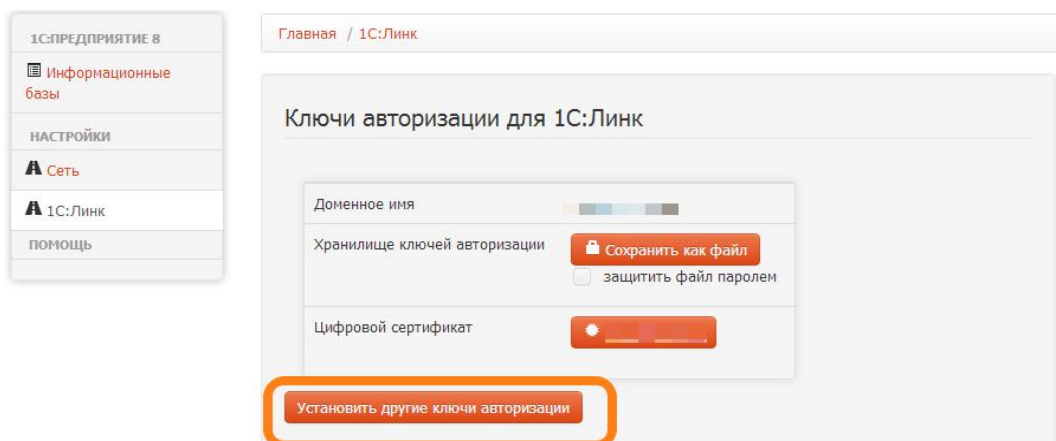 1С:ПРЕДПРИЯТИЕ 8
Информационные
базы
НАСТРОЙКИ
Сеть
1С:Линк
ПОМОЩЬ
Главная / 1С:Линк
Ключи авторизации для 1С:Линк
Доменное имя
Хранилище ключей авторизации
Сохранить как файл
защитить файл паролем
Цифровой сертификат
Установить другие ключи авторизации